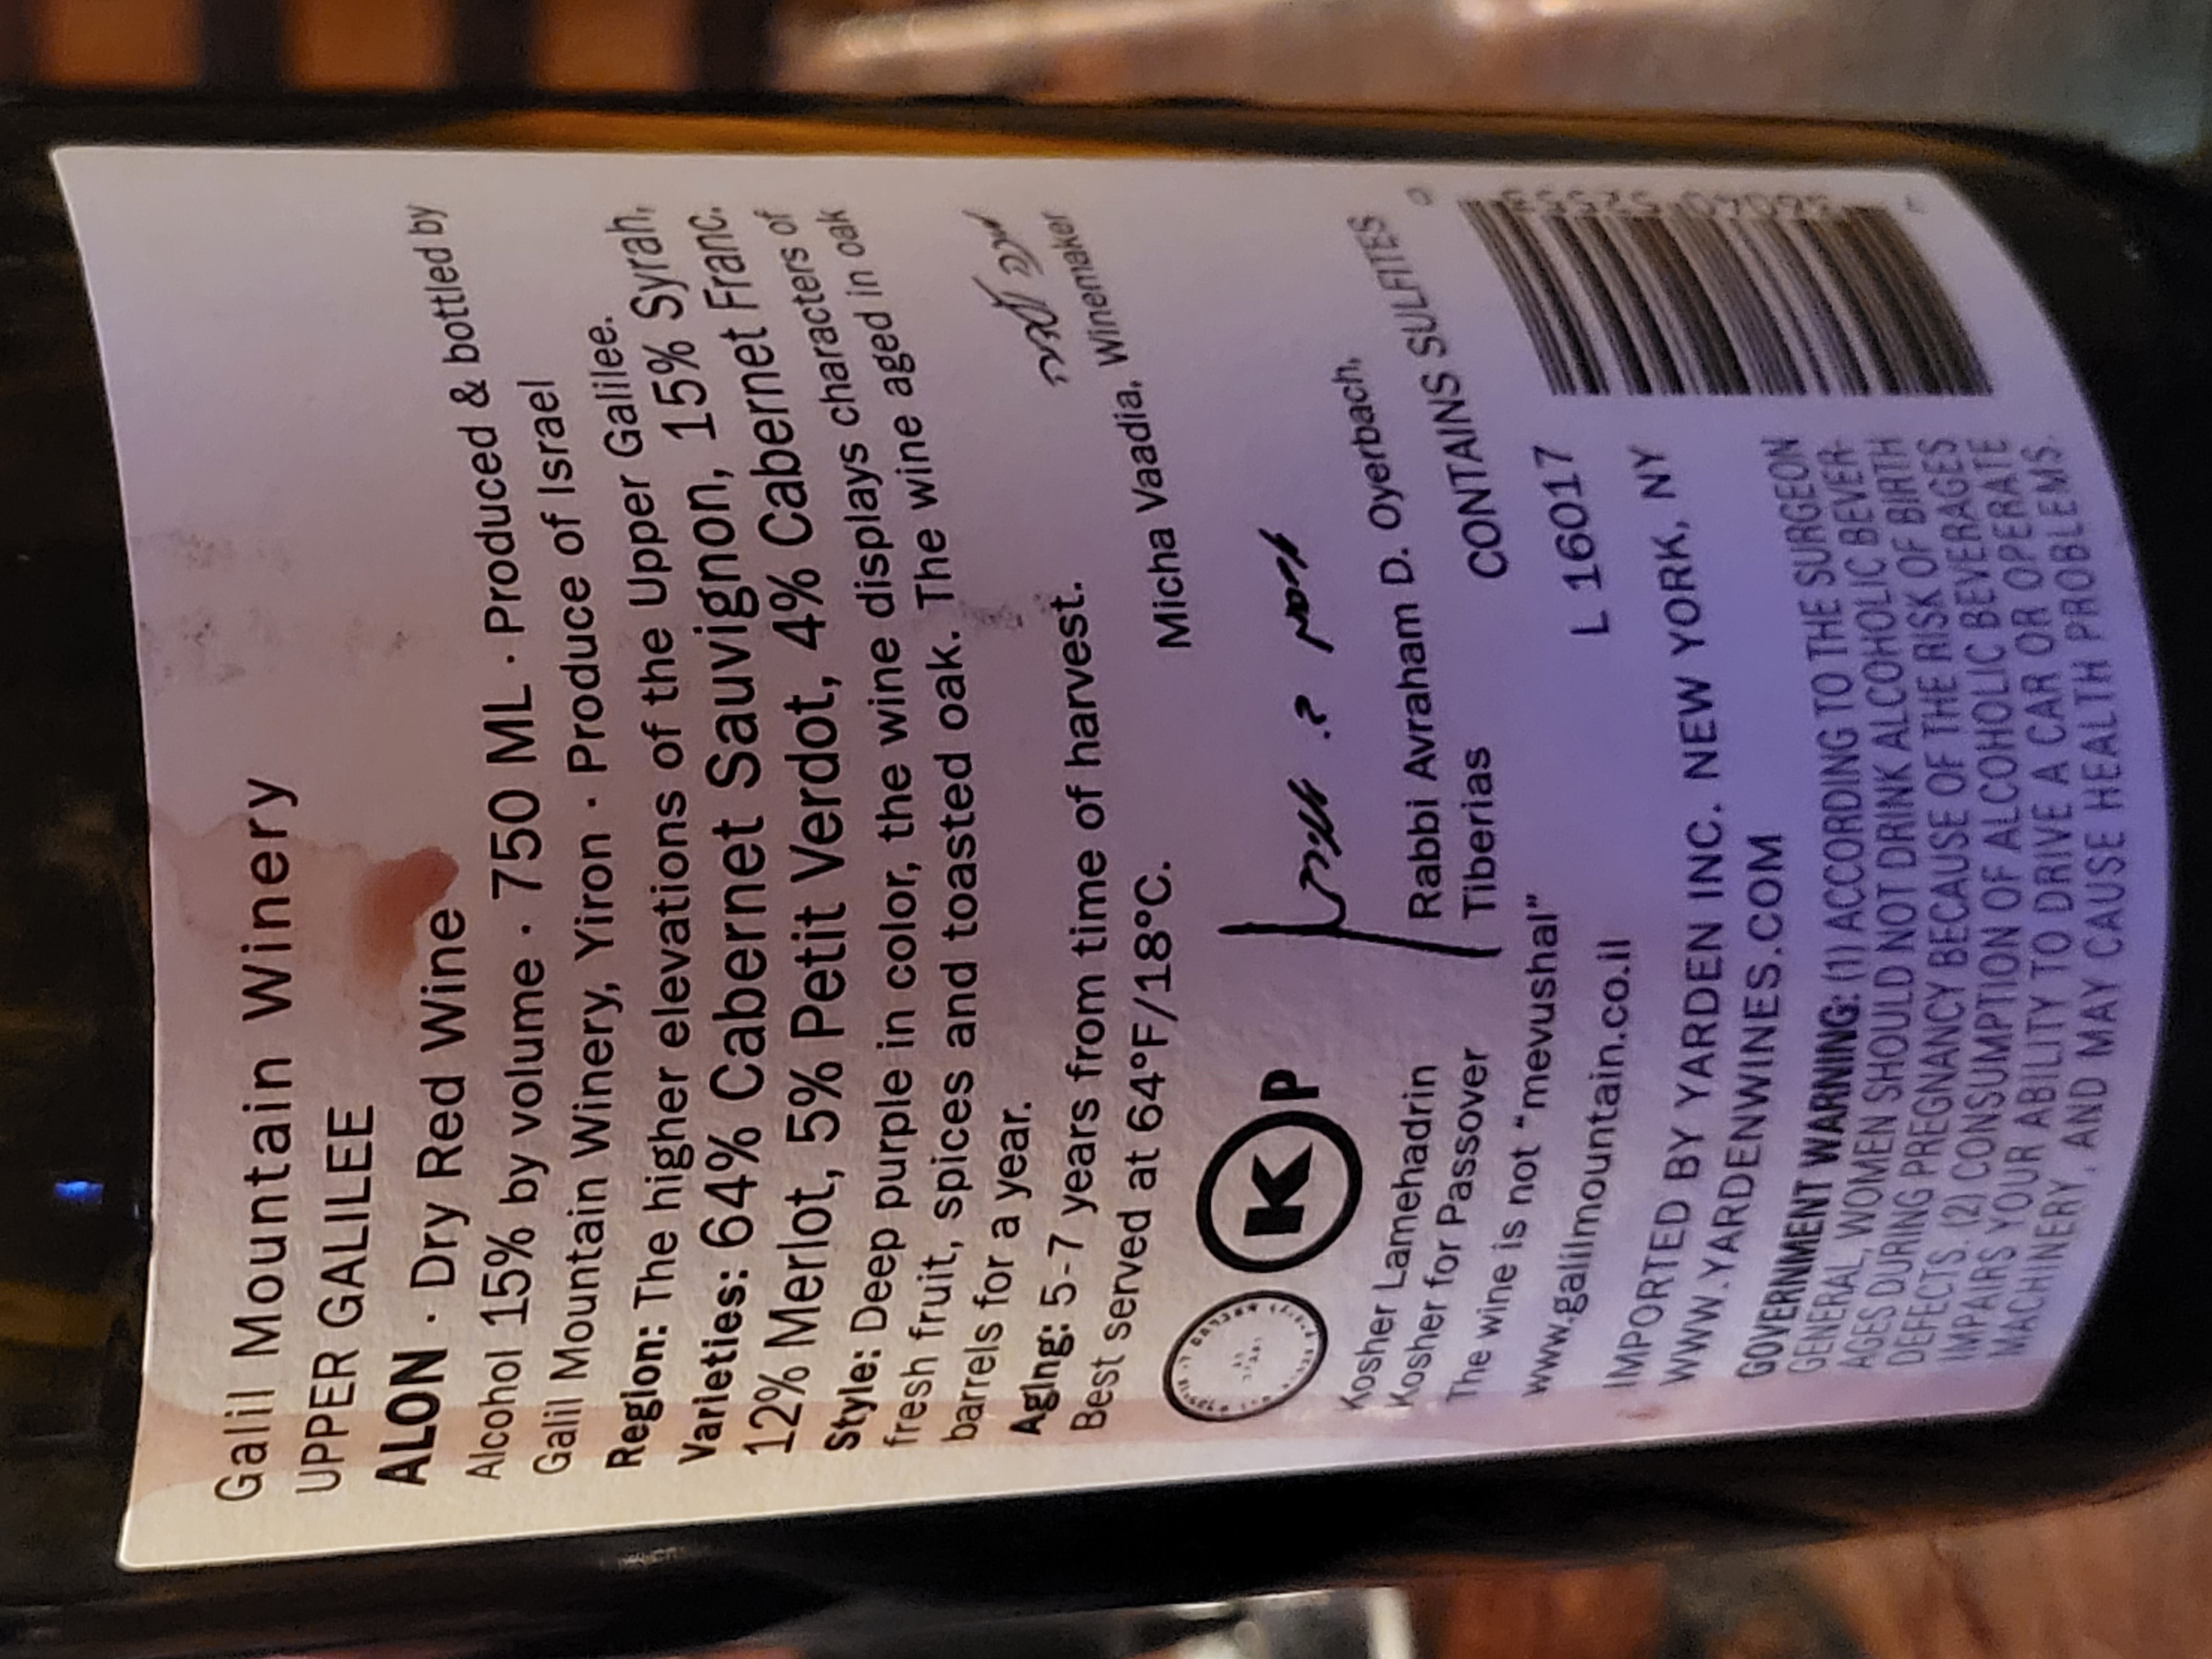 Galil Mountain Winery
UPPER GALILEE
ALON · Dry Red Wine
Alcohol 15% by volume · 750 ML · Produced & bottled by
Galil Mountain Winery, Yiron · Produce of Israel
Region: The higher elevations of the Upper Galilee.
Varieties: 64% Cabernet Sauvignon, 15% Syrah,
12% Merlot, 5% Petit Verdot, 4% Cabernet Franc.
Style: Deep purple in color, the wine displays characters of
fresh fruit, spices and toasted oak. The wine aged in oak
barrels for a year.
Aging: 5-7 years from time of harvest.
Best served at 64°F/18°C.
Micha Vaadia, Winemaker
Winemaker
K P
Rabbi Avraham D. Oyerbach,
Tiberias
Kosher Lamehadrin
Kosher for Passover
CONTAINS SULFITES
The wine is not "mevushal"
www.galilmountain.co.il
L 16017
IMPORTED BY YARDEN INC. NEW YORK, NY
WWW.YARDENWINES.COM
GOVERNMENT WARNING: (1) ACCORDING TO THE SURGEON
GENERAL, WOMEN SHOULD NOT DRINK ALCOHOLIC BEVER-
AGES DURING PREGNANCY BECAUSE OF THE RISK OF BIRTH
DEFECTS. (2) CONSUMPTION OF ALCOHOLIC BEVERAGES
IMPAIRS YOUR ABILITY TO DRIVE A CAR OR OPERATE
MACHINERY, AND MAY CAUSE HEALTH PROBLEMS.